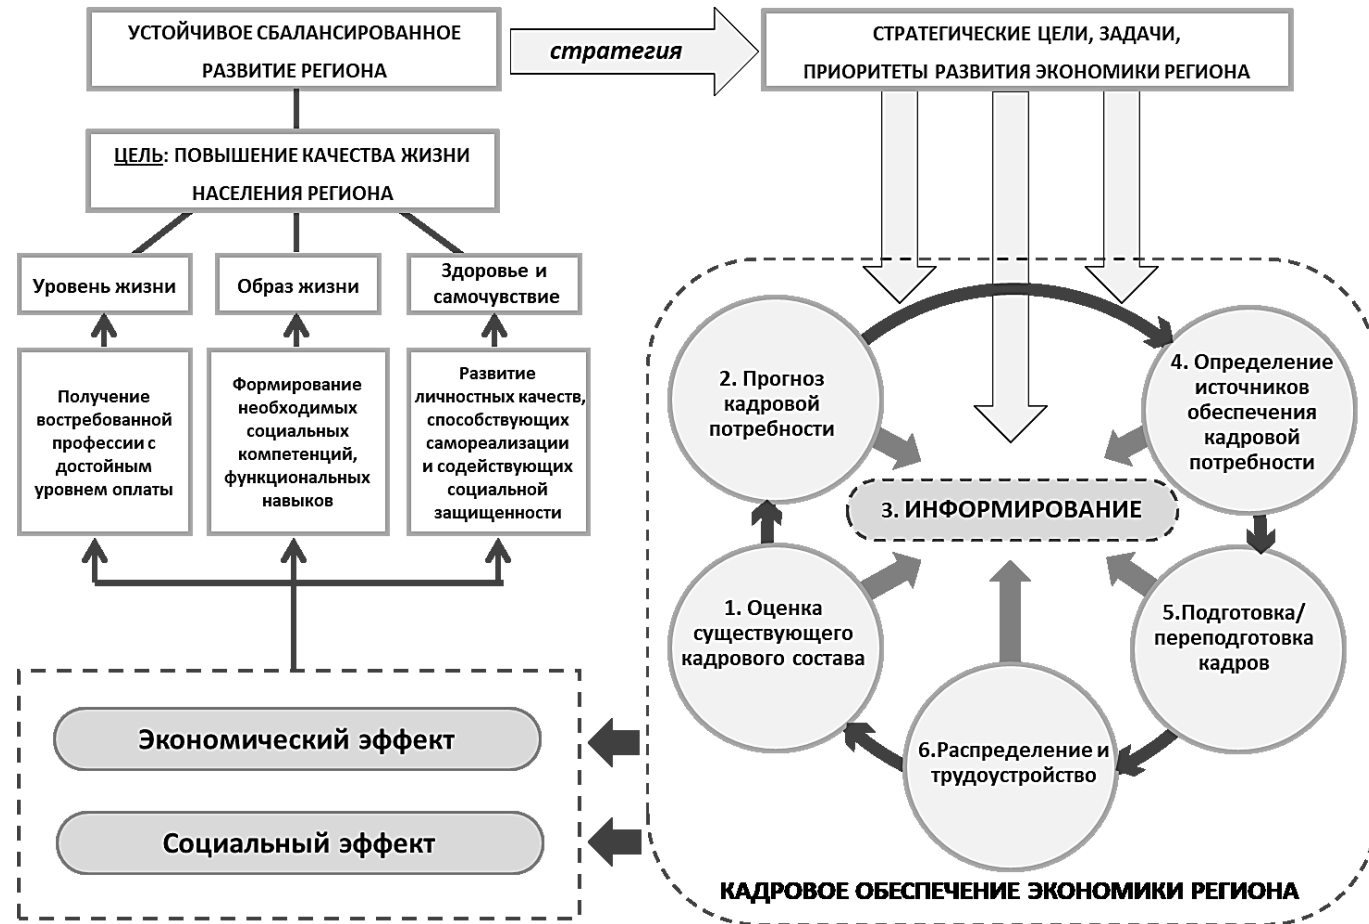 УСТОЙЧИВОЕ СБАЛАНСИРОВАННОЕ
РАЗВИТИЕ РЕГИОНА
стратегия
СТРАТЕГИЧЕСКИЕ ЦЕЛИ, ЗАДАЧИ,
ПРИОРИТЕТЫ РАЗВИТИЯ ЭКОНОМИКИ РЕГИОНА
ЦЕЛЬ: ПОВЫШЕНИЕ КАЧЕСТВА ЖИЗНИ
НАСЕЛЕНИЯ РЕГИОНА
Уровень жизни
Образ жизни
Здоровье и
самочувствие
Получение
востребованной
профессии с
достойным
уровнем оплаты
Формирование
необходимых
социальных
компетенций,
функциональных
навыков
Развитие
личностных качеств,
способствующих
самореализации
и содействующих
социальной
защищенности
Экономический эффект
Социальный эффект
2. Прогноз
кадровой
потребности
4. Определение
источников
обеспечения
кадровой
потребности
3. ИНФОРМИРОВАНИЕ
1. Оценка
существующего
кадрового состава
5.Подготовка/
переподготовка
кадров
6.Распределение и
трудоустройство
КАДРОВОЕ ОБЕСПЕЧЕНИЕ ЭКОНОМИКИ РЕГИОНА